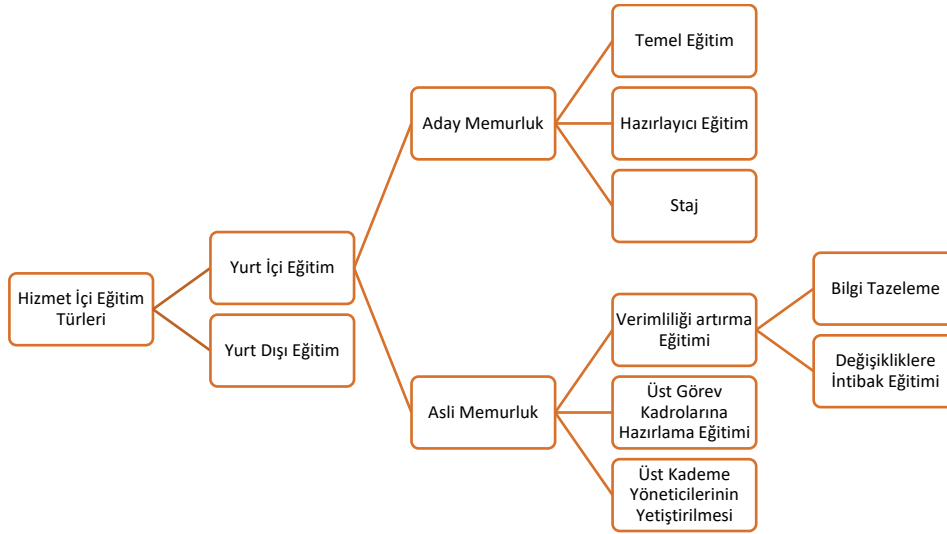 Temel Eğitim
Aday Memurluk
Hazırlayıcı Eğitim
Staj
Hizmet İçi Eğitim
Türleri
Yurt İçi Eğitim
Yurt Dışı Eğitim
Asli Memurluk
Verimliliği artırma
Eğitimi
Bilgi Tazeleme
Değişikliklere
İntibak Eğitimi
Üst Görev
Kadrolarına
Hazırlama Eğitimi
Üst Kademe
Yöneticilerinin
Yetiştirilmesi